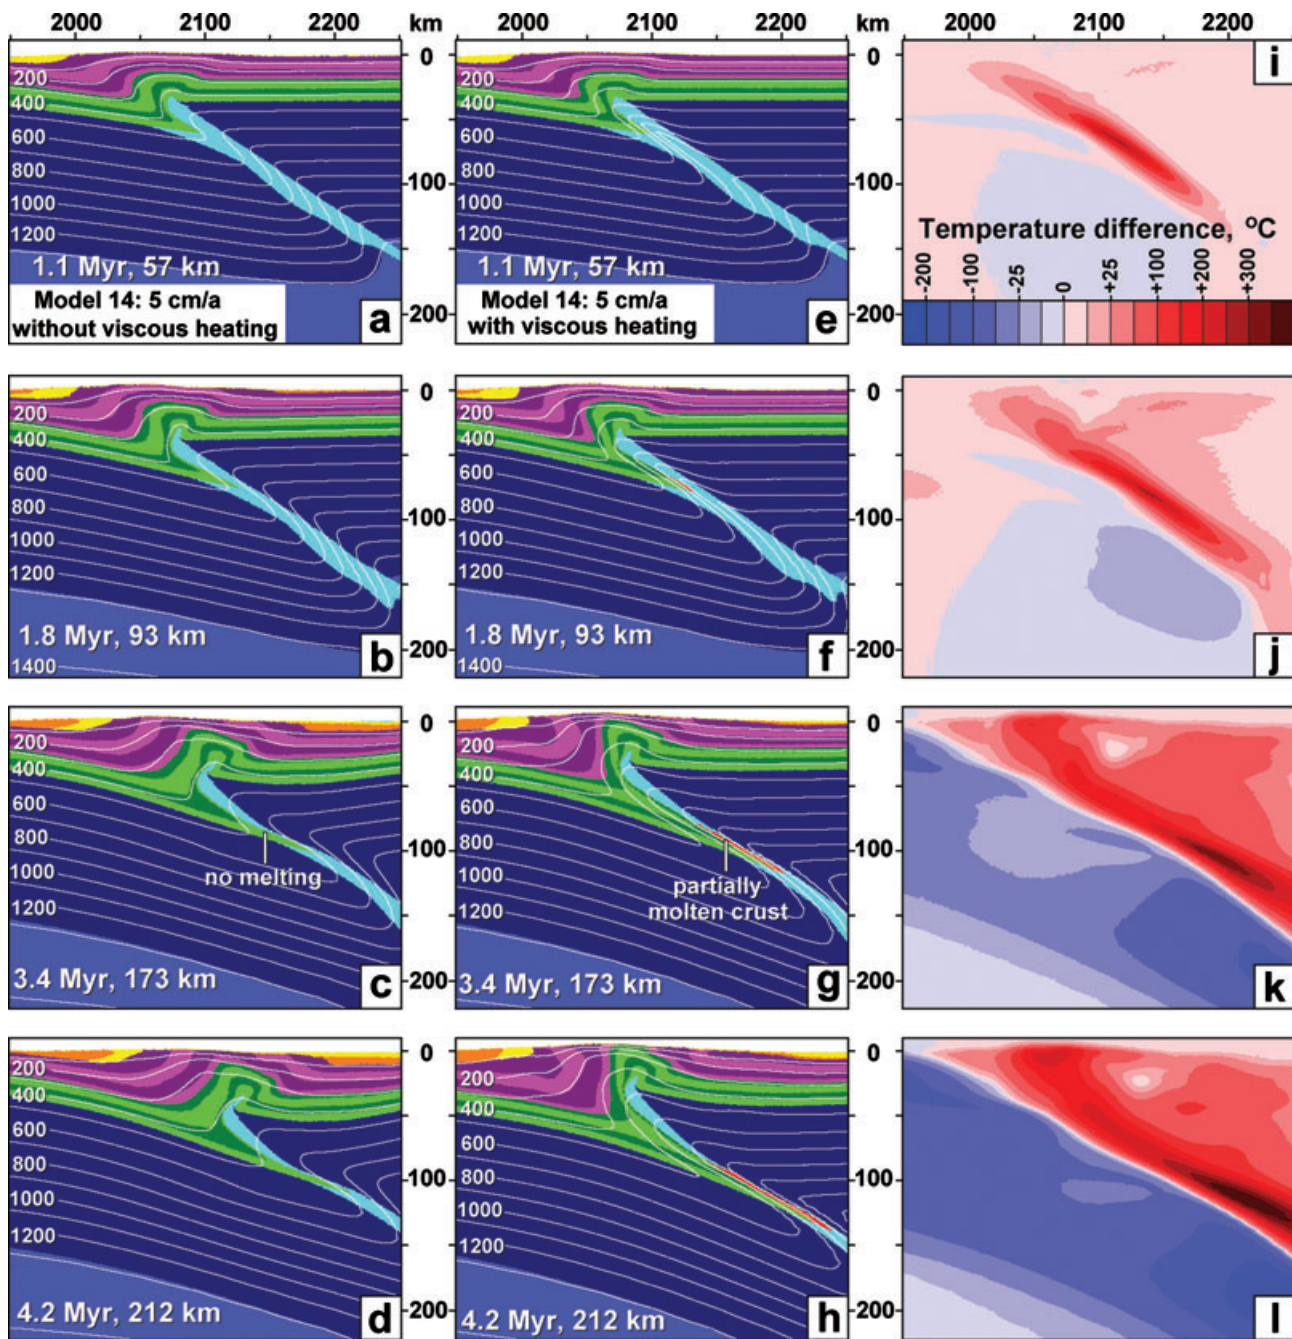 2000 2100 2200 km 2000 2100 2200 km 2000 2100 2200
200
400
600
800
1000
1200
1.1 Myr, 57 km
Model 14: 5 cm/a
without viscous heating
a
0
-100
-200
200
400
600
800
1000
1200
1.1 Myr, 57 km
Model 14: 5 cm/a
with viscous heating
e
0
-100
-200
i
Temperature difference, °C
-200 -100 -25 0 +25 +100 +200 +300
200
400
600
800
1000
1200
1400
1.8 Myr, 93 km
b
0
-100
-200
200
400
600
800
1000
1200
1400
1.8 Myr, 93 km
f
0
-100
-200
j
200
400
600
800
1000
1200
no melting
3.4 Myr, 173 km
c
0
-100
-200
200
400
600
800
1000
1200
partially
molten crust
3.4 Myr, 173 km
g
0
-100
-200
k
200
400
600
800
1000
1200
4.2 Myr, 212 km
d
0
-100
-200
200
400
600
800
1000
1200
4.2 Myr, 212 km
h
0
-100
-200
l